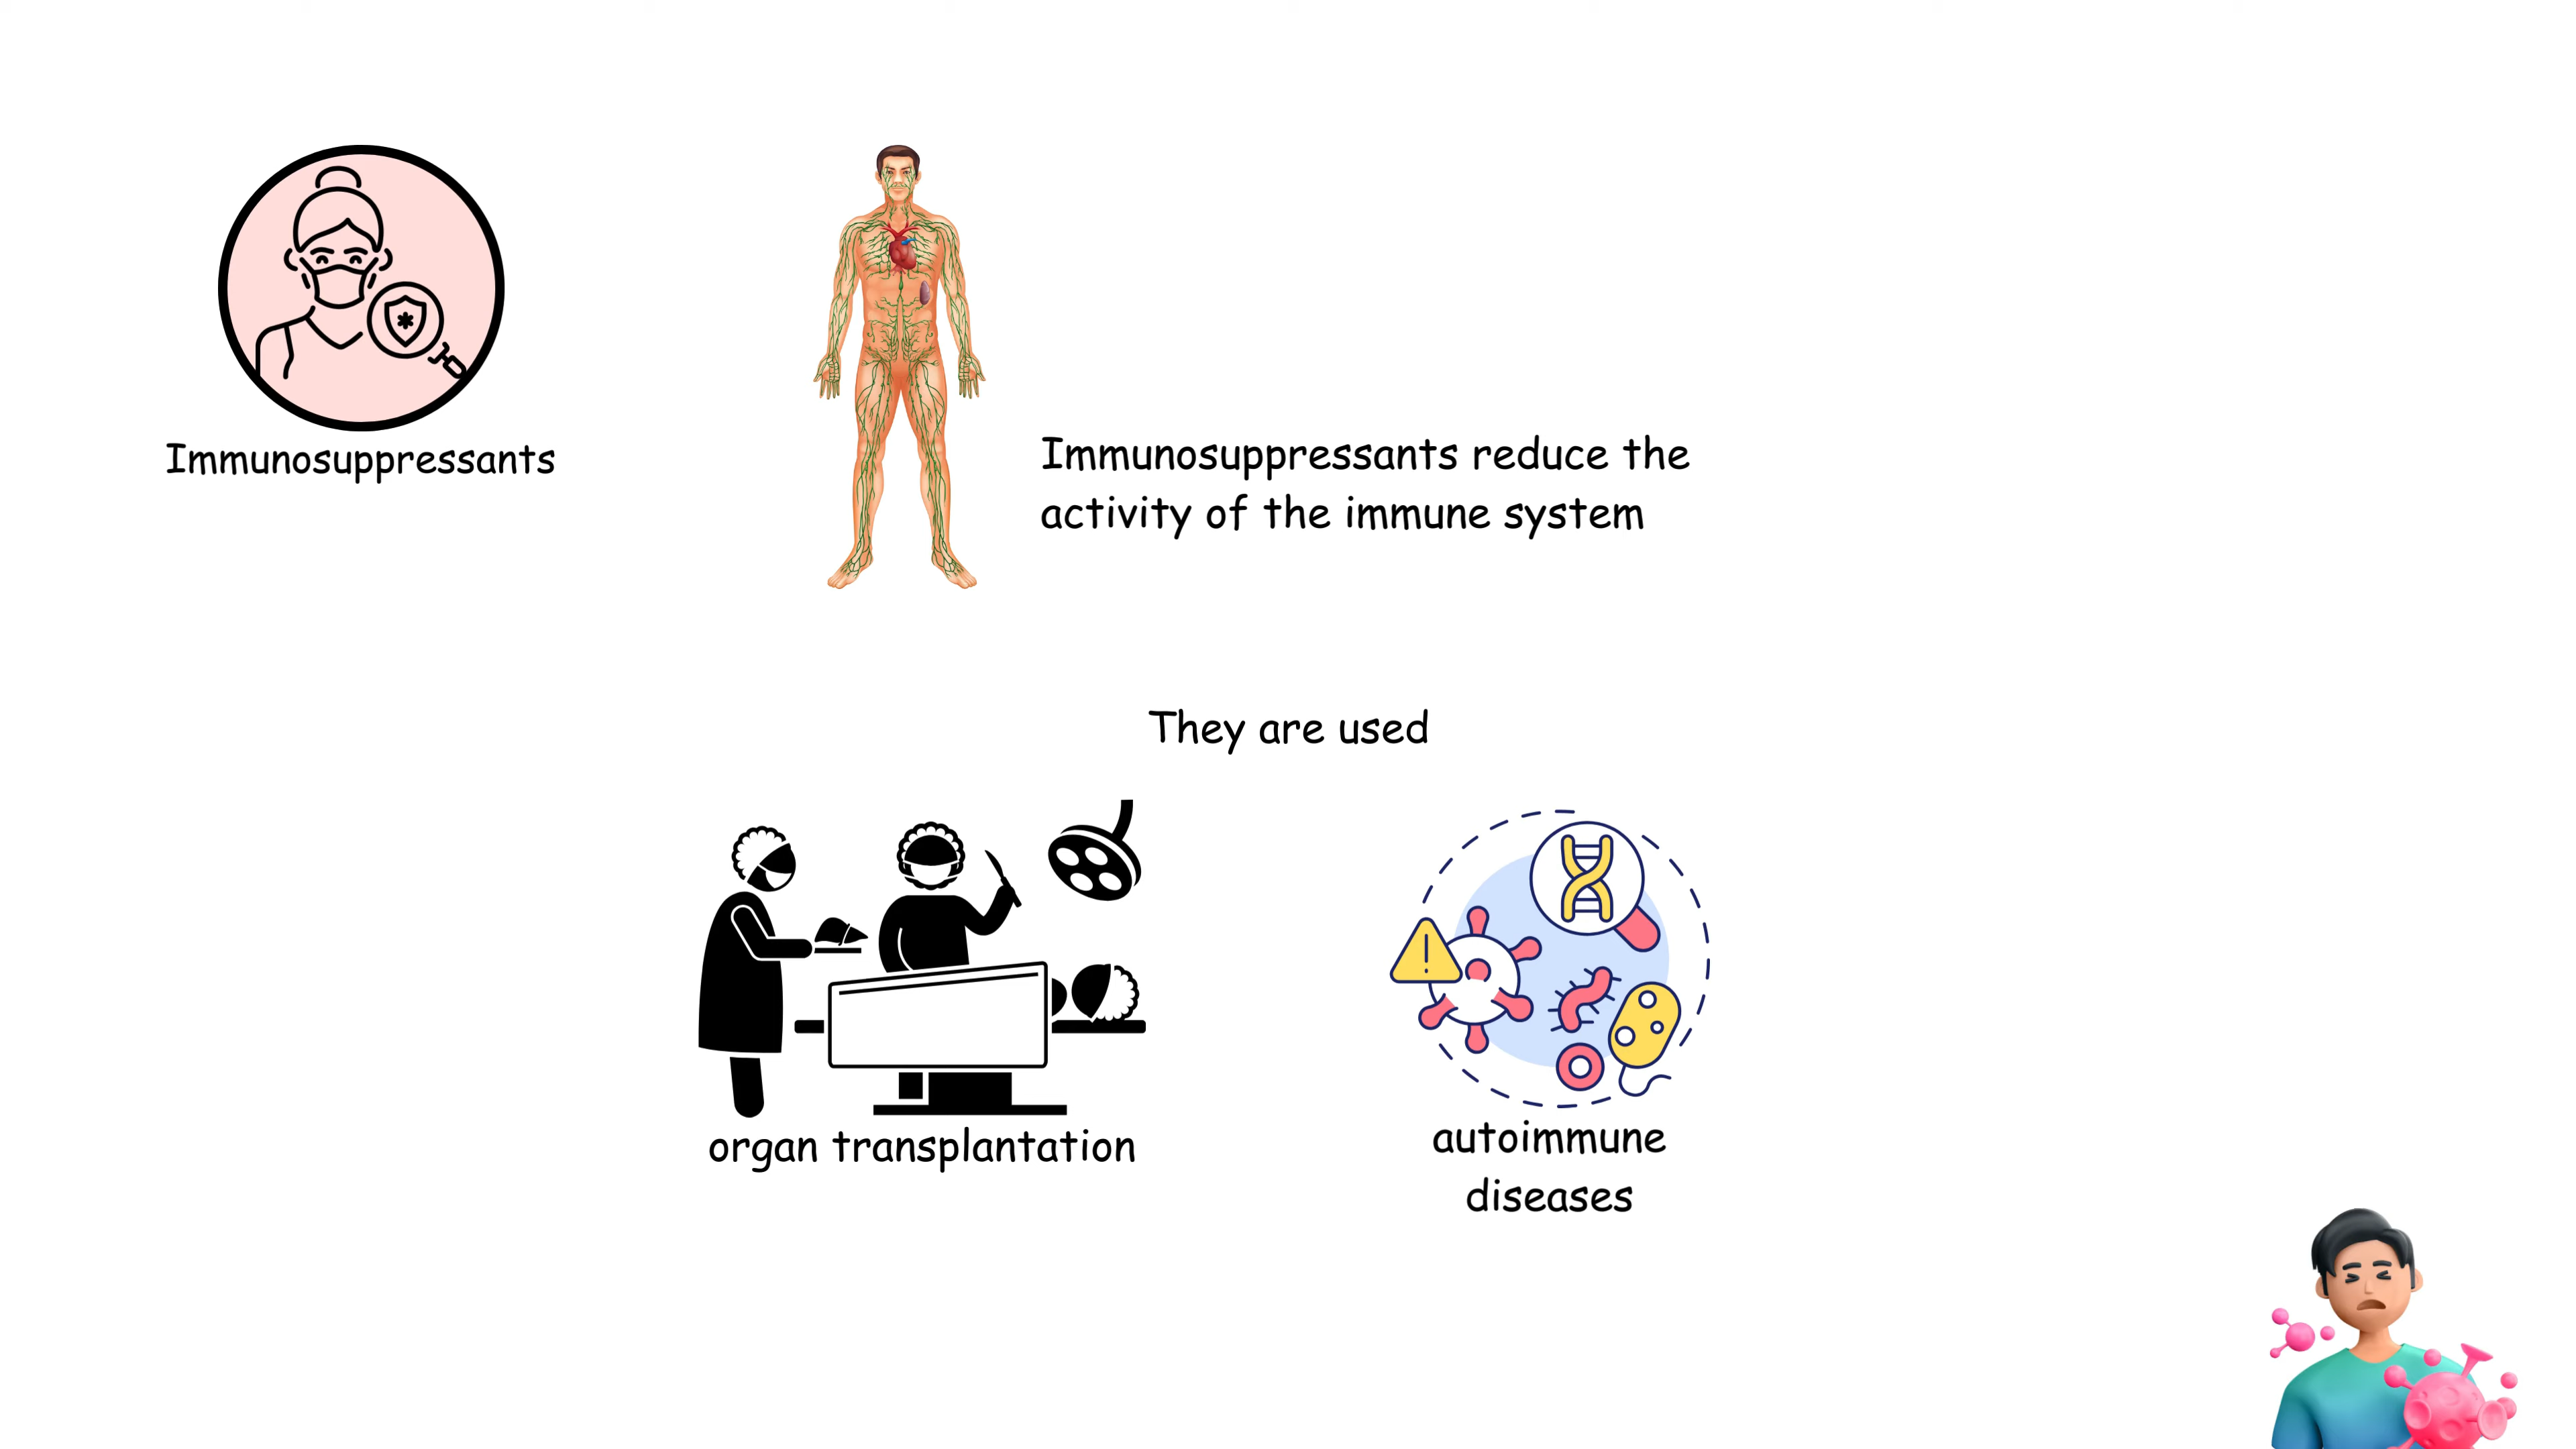 Immunosuppressants
Immunosuppressants reduce the
activity of the immune system
They are used
organ transplantation
autoimmune
diseases